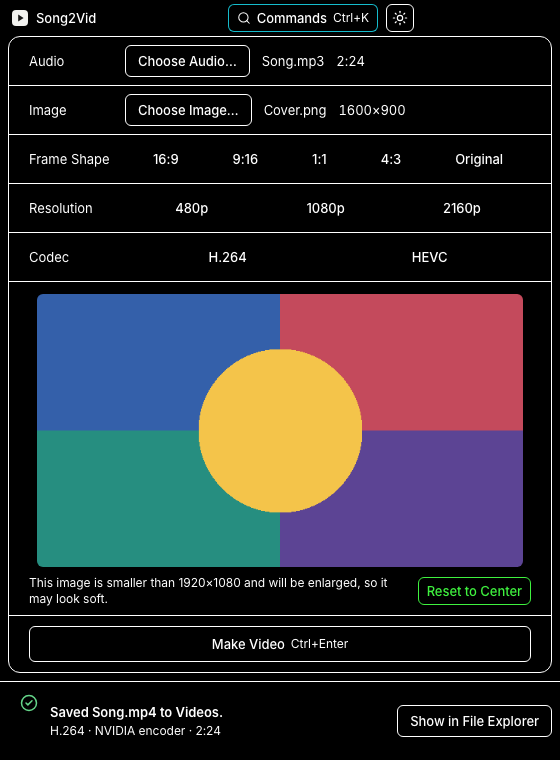 Song2Vid
Commands Ctrl+K
Audio Choose Audio... Song.mp3 2:24
Image Choose Image... Cover.png 1600×900
Frame Shape 16:9 9:16 1:1 4:3 Original
Resolution 480p 1080p 2160p
Codec H.264 HEVC
This image is smaller than 1920×1080 and will be enlarged, so it
may look soft.
Reset to Center
Make Video Ctrl+Enter
Saved Song.mp4 to Videos.
H.264 · NVIDIA encoder · 2:24
Show in File Explorer